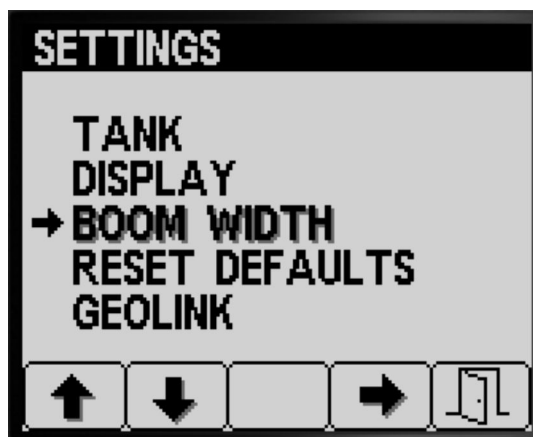 SETTINGS
TANK
DISPLAY
BOOM WIDTH
RESET DEFAULTS
GEOLINK